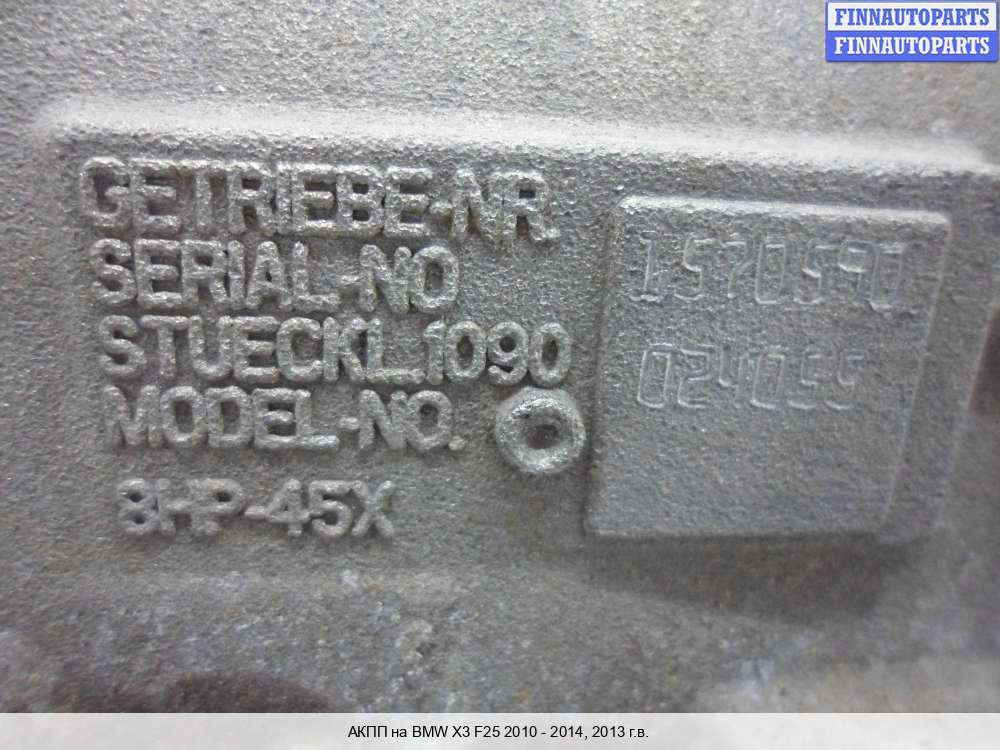 FINNAUTOPARTS
FINNAUTOPARTS
GETRIEBE-NR.
SERIAL-NO
STUECKL.1090
MODEL-NO.
8HP-45X
1570590
024055
АКПП на BMW X3 F25 2010 - 2014, 2013 г.в.